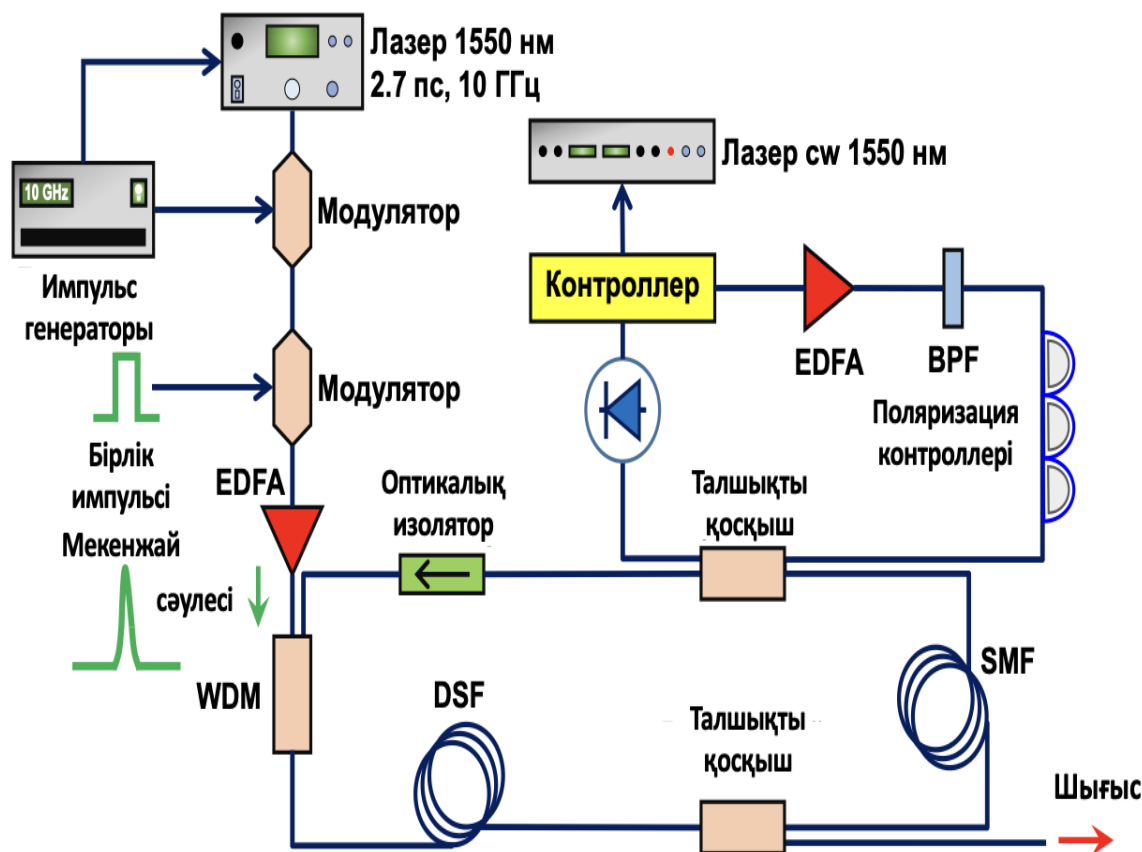 Лазер 1550 нм
2.7 пс, 10 ГГц
Лазер cw 1550 нм
10 GHz
Модулятор
Контроллер
Импульс
генераторы
EDFA
BPF
Модулятор
Поляризация
контроллері
Бірлік
импульсі
EDFA
Оптикалық
изолятор
Талшықты
қосқыш
Мекенжай
сәулесі
WDM
DSF
SMF
Талшықты
қосқыш
Шығыс